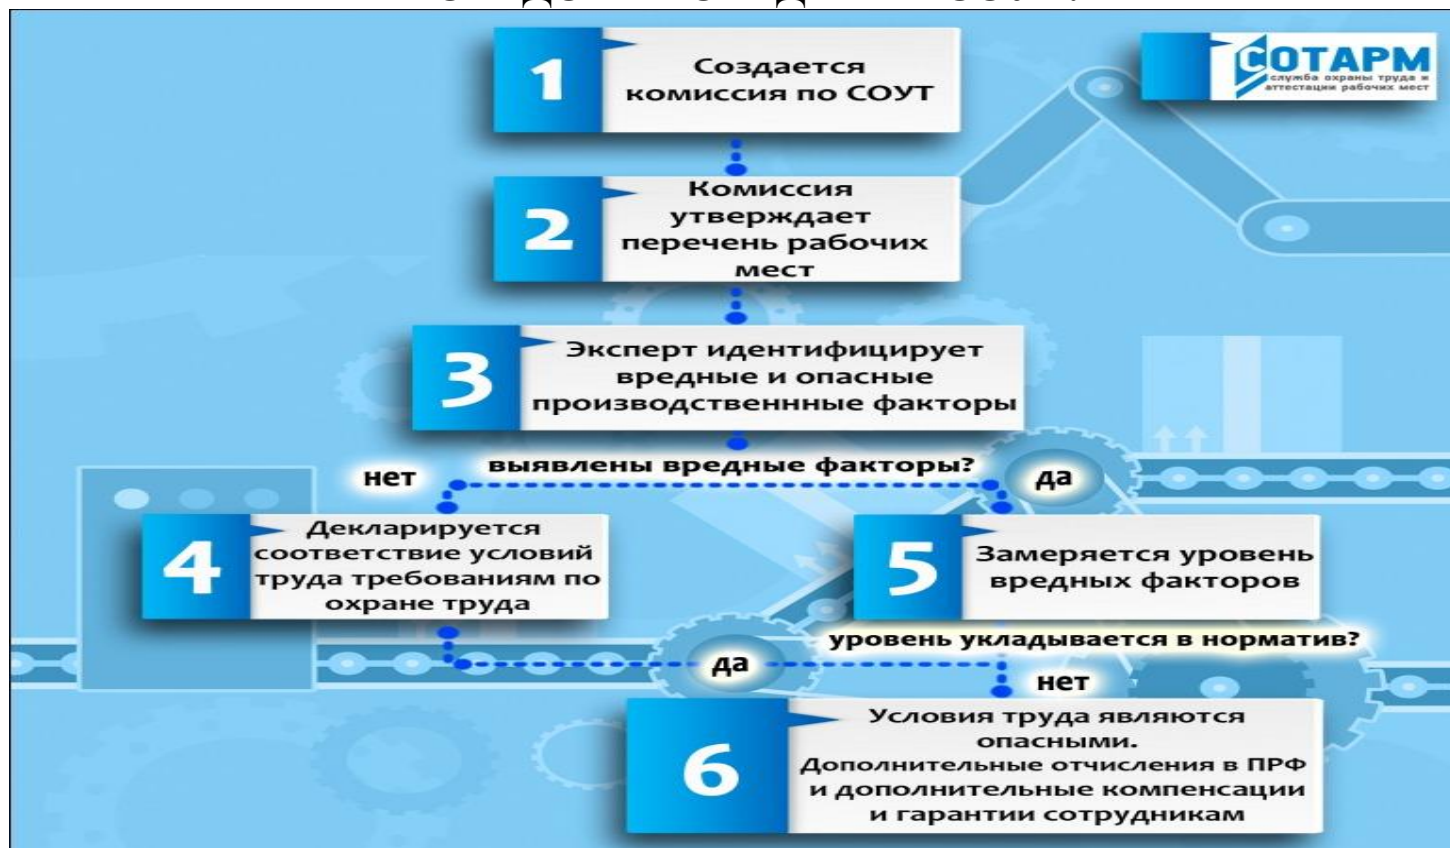 1
Создается
комиссия по СОУТ
СОТАРМ
служба охраны труда и
аттестации рабочих мест
2
Комиссия
утверждает
перечень рабочих
мест
3
Эксперт идентифицирует
вредные и опасные
производственнные факторы
выявлены вредные факторы?
нет
да
4
Декларируется
соответствие условий
труда требованиям по
охране труда
5
Замеряется уровень
вредных факторов
уровень укладывается в норматив?
да
нет
6
Условия труда являются
опасными.
Дополнительные отчисления в ПРФ
и дополнительные компенсации
и гарантии сотрудникам